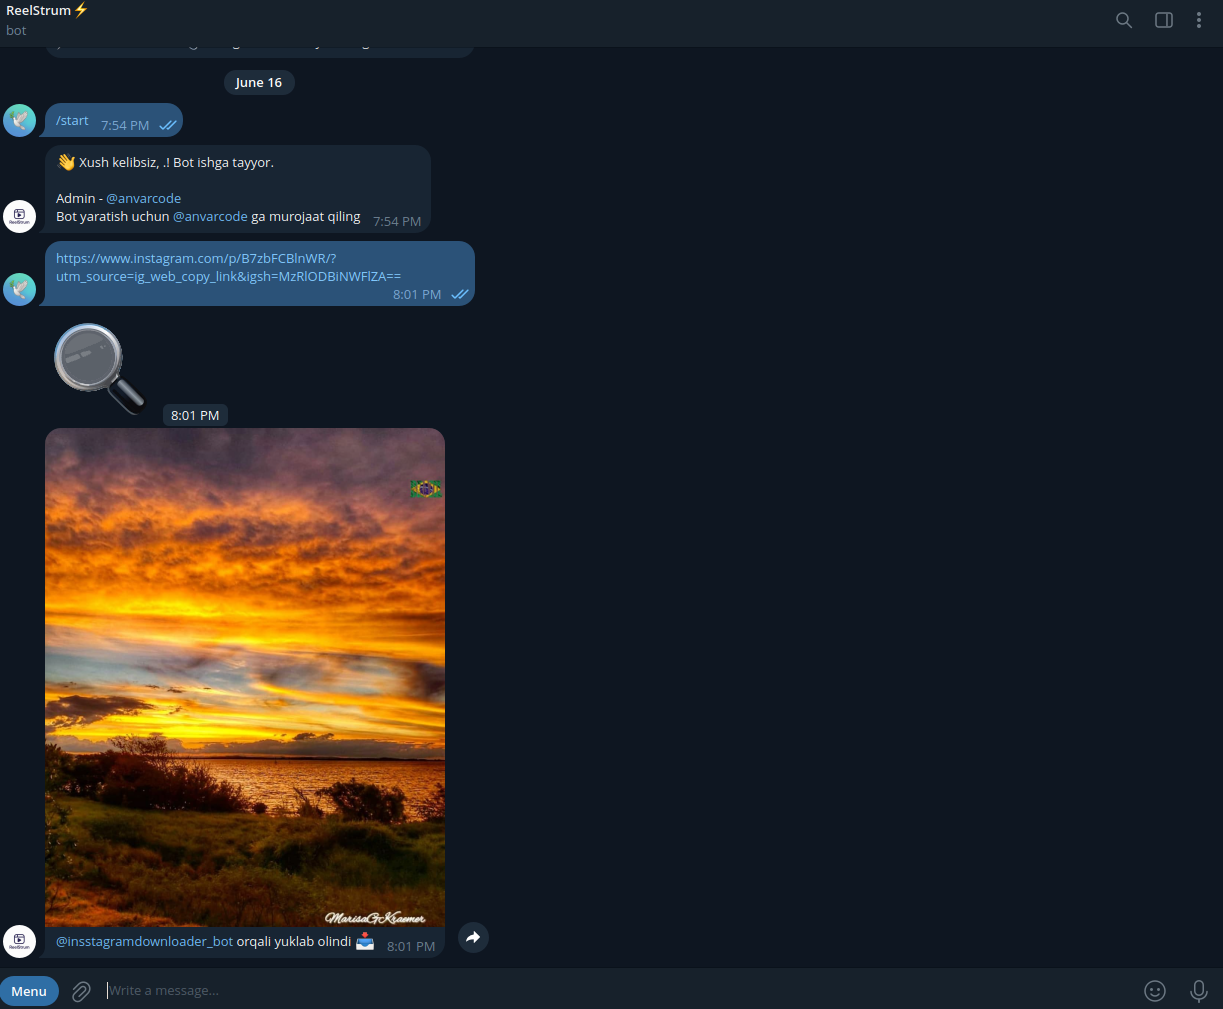 ReelStrum⚡
bot
June 16
/start 7:54 PM
👋 Xush kelibsiz, .! Bot ishga tayyor.
Admin - @anvarcode
Bot yaratish uchun @anvarcode ga murojaat qiling 7:54 PM
https://www.instagram.com/p/B7zbFCBlnWR/?
utm_source=ig_web_copy_link&igsh=MzRlODBiNWFlZA==
8:01 PM
8:01 PM
MarisaGKraemer
@insstagramdownloader_bot orqali yuklab olindi 📥 8:01 PM
Menu
Write a message...